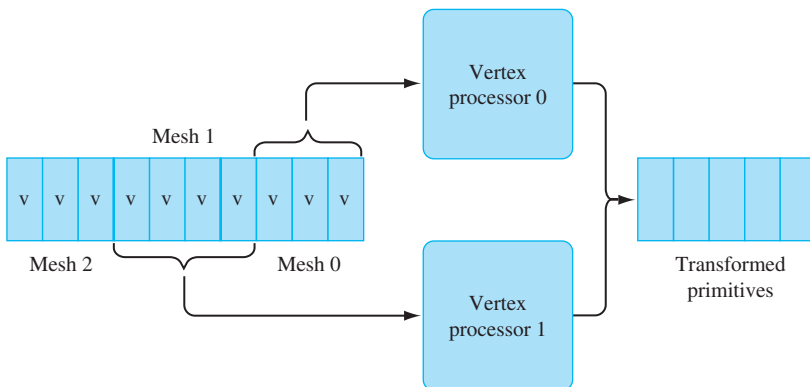 Vertex
processor 0
Mesh 1
v v v v v v v v v v
Mesh 2
Mesh 0
Transformed
primitives
Vertex
processor 1